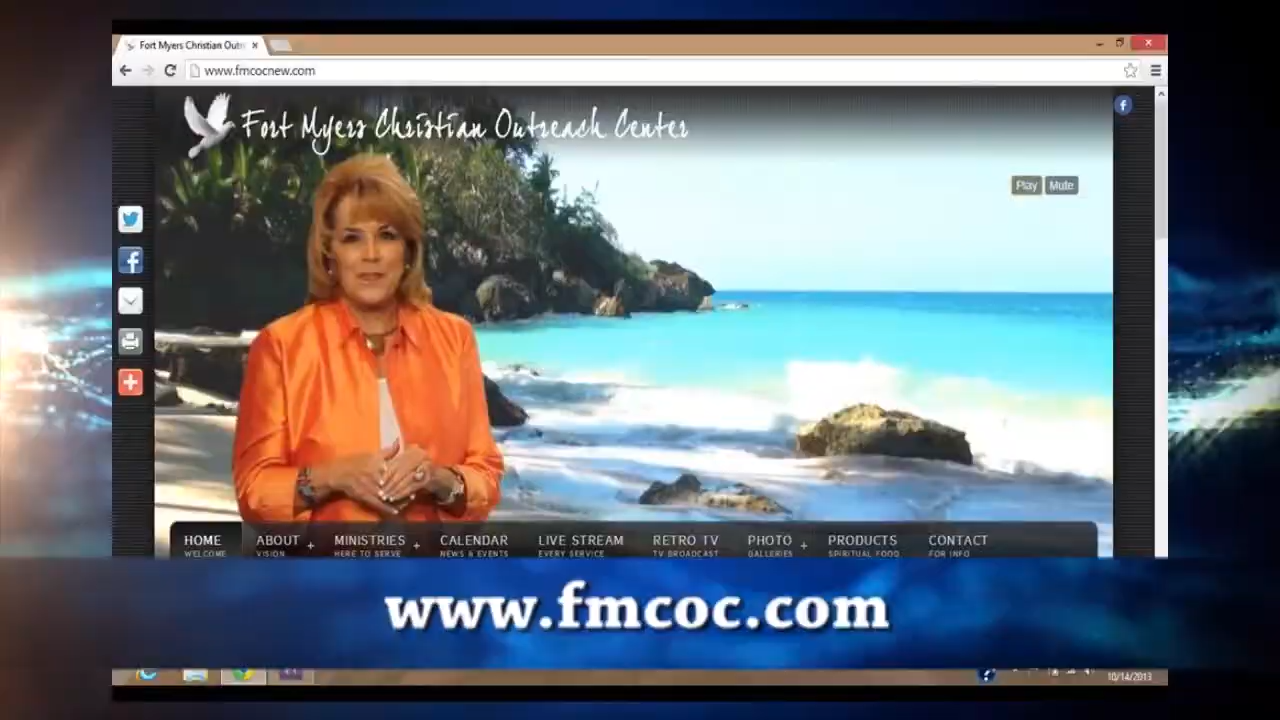 Fort Myers Christian Outr
www.fmcocnew.com
Fort Myers Christian Outreach Center
Play Mute
HOME ABOUT + MINISTRIES + CALENDAR LIVE STREAM RETRO TV PHOTO + PRODUCTS CONTACT
WELCOME VISION HERE TO SERVE NEWS & EVENTS EVERY SERVICE TV BROADCAST GALLERIES SPIRITUAL FOOD FOR INFO
www.fmcoc.com
10/14/2013